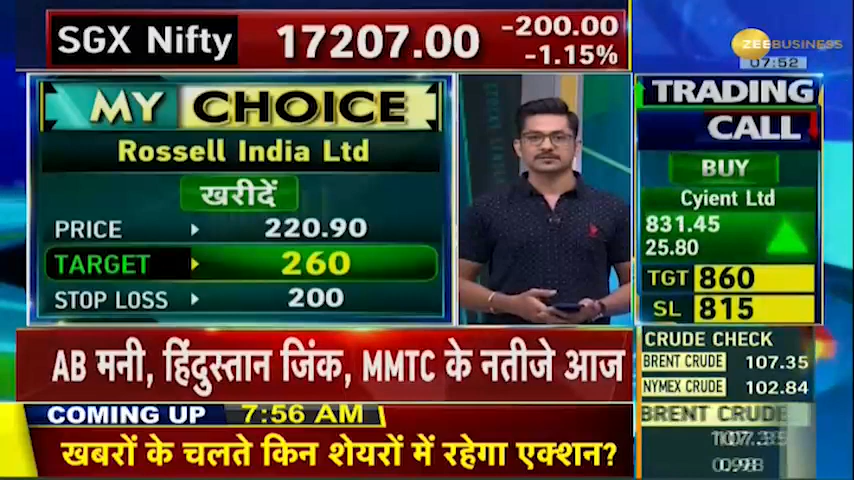 SGX Nifty 17207.00 -200.00 -1.15%
ZEE BUSINESS
07:52
MY CHOICE
Rossell India Ltd
खरीदें
PRICE 220.90
TARGET 260
STOP LOSS 200
TRADING
CALL
BUY
Cyient Ltd
831.45
25.80
TGT 860
SL 815
AB मनी, हिंदुस्तान जिंक, MMTC के नतीजे आज
CRUDE CHECK
BRENT CRUDE 107.35
NYMEX CRUDE 102.84
BRENT CRUDE
COMING UP 7:56 AM
खबरों के चलते किन शेयरों में रहेगा एक्शन?